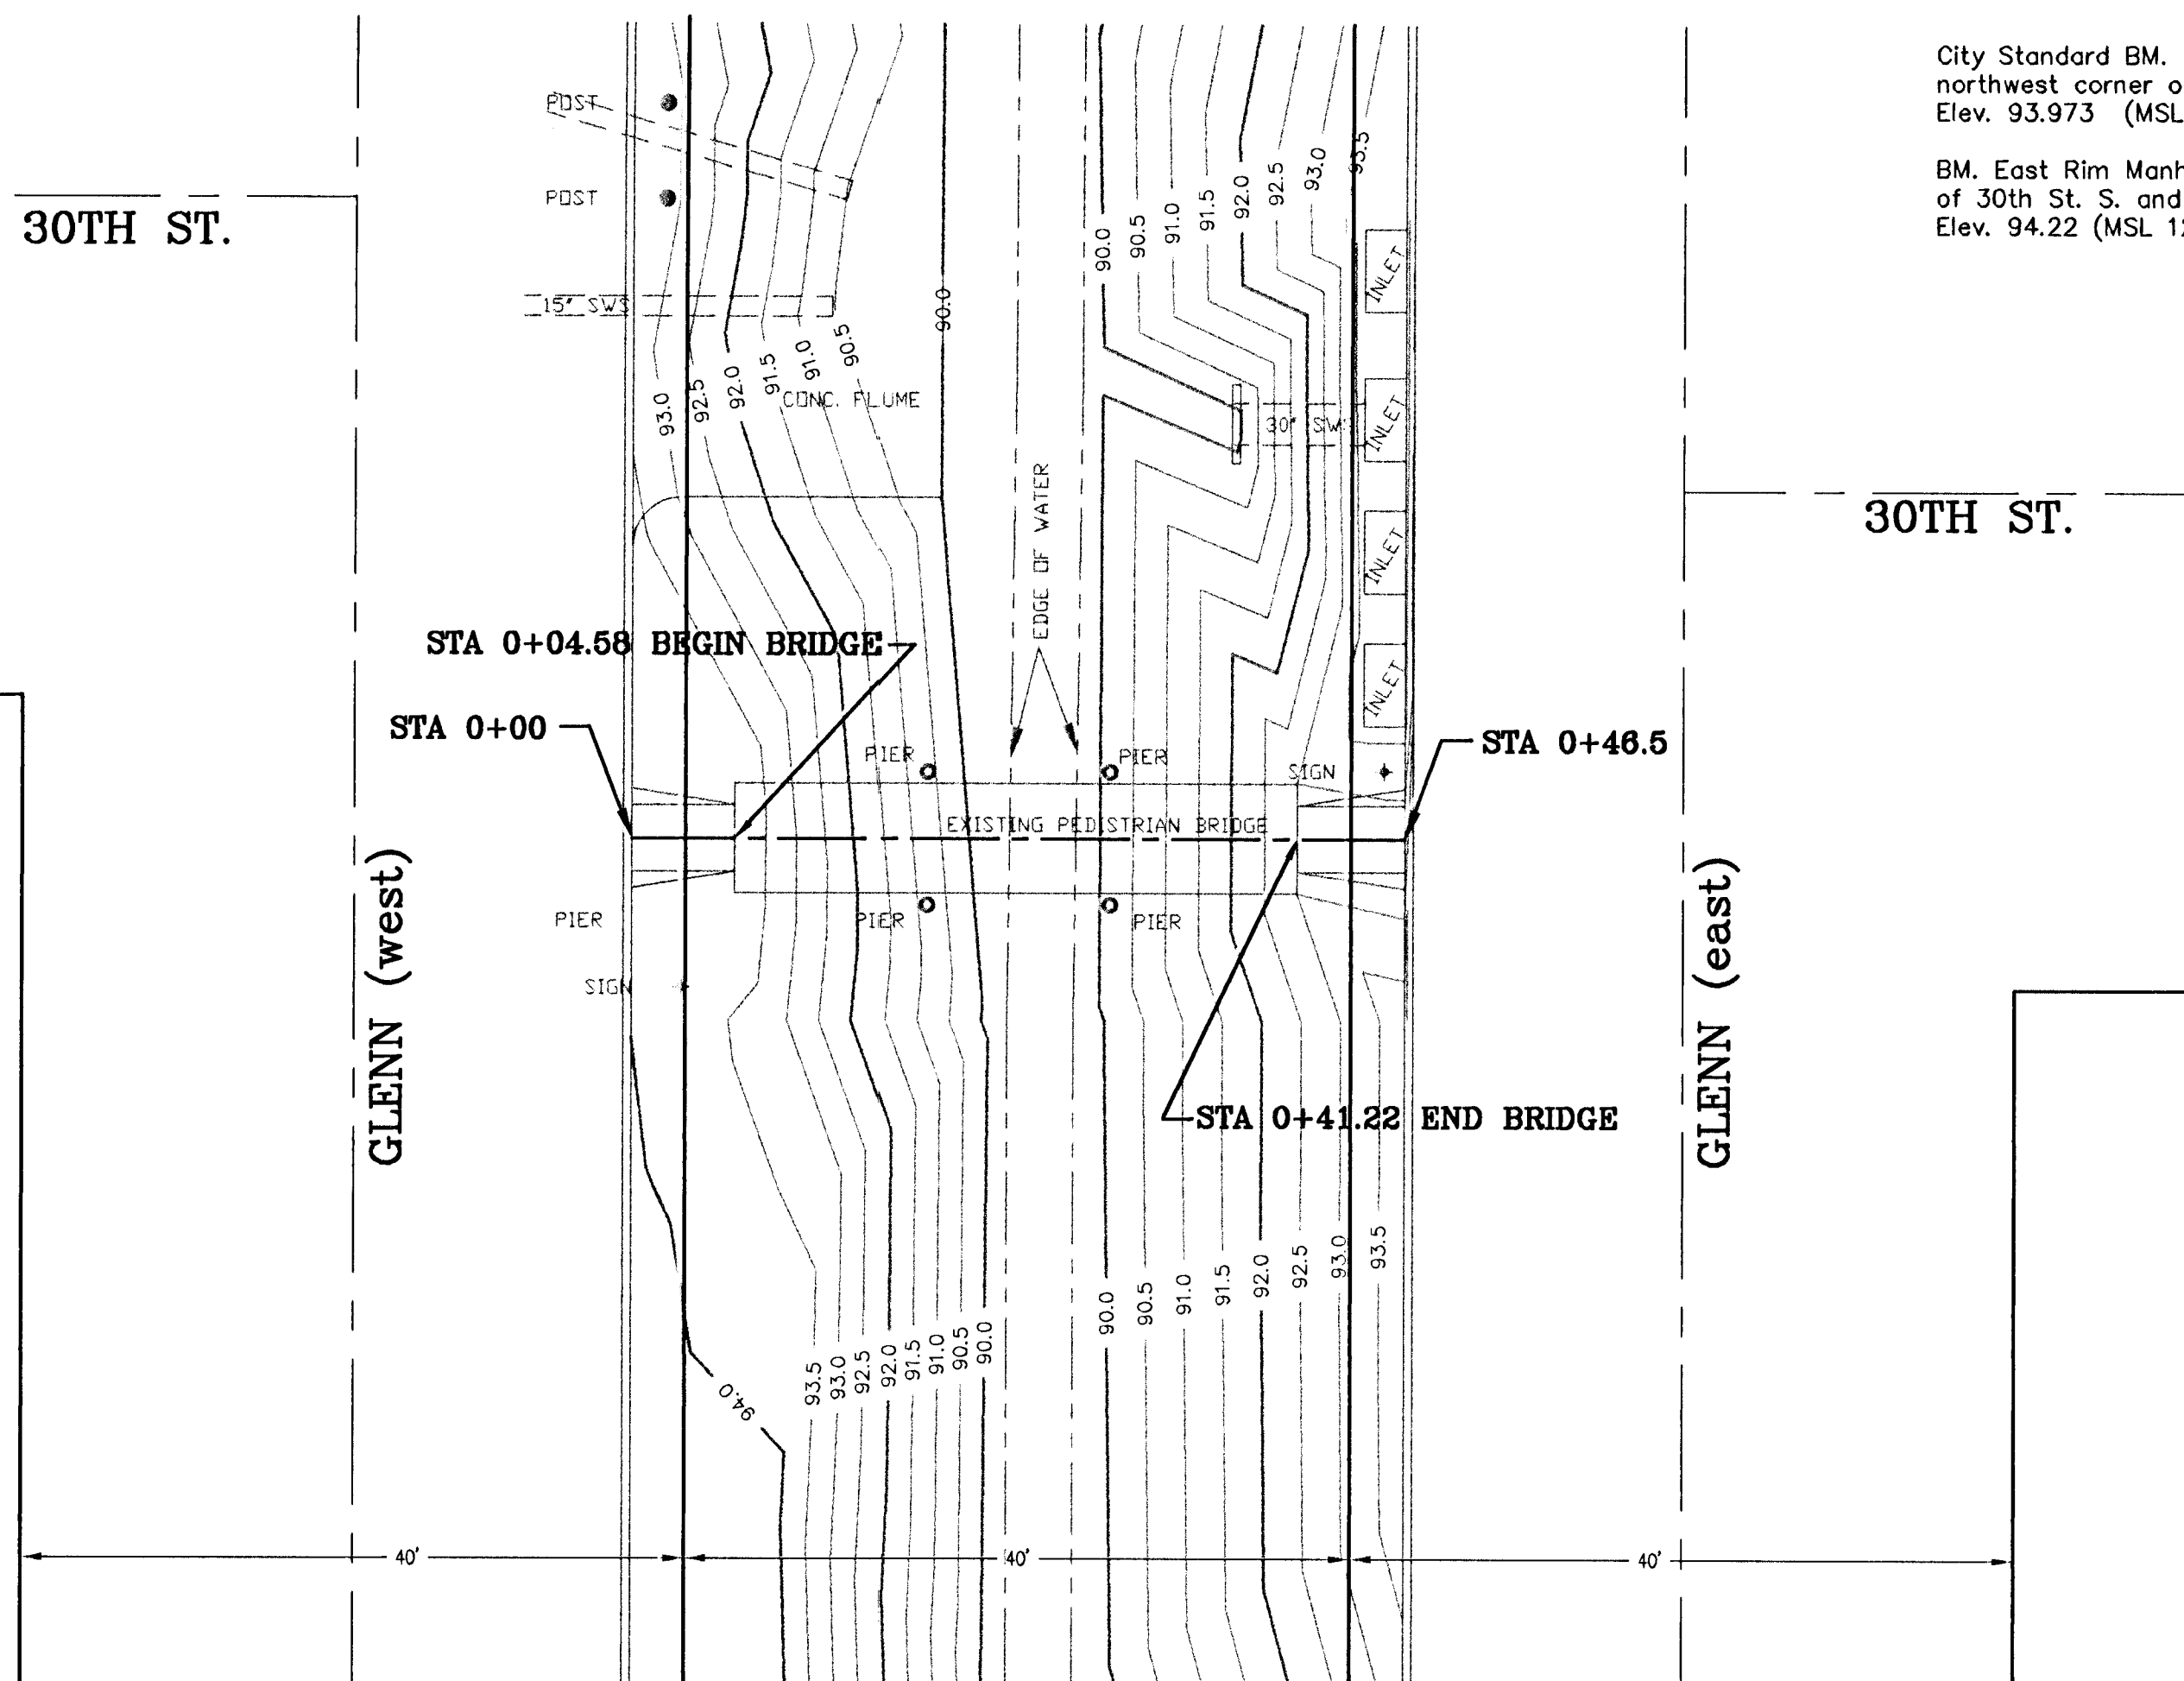 City Standard BM.
northwest corner o
Elev. 93.973 (MSL
BM. East Rim Manh
of 30th St. S. and
Elev. 94.22 (MSL 12
POST
POST
30TH ST.
15" SWS
93.0
92.5
92.0
91.5
91.0
90.5
90.0
CONC. FLUME
90.0
90.5
91.0
91.5
92.0
92.5
93.0
93.5
INLET
INLET
INLET
INLET
30" SW
30TH ST.
EDGE OF WATER
STA 0+04.58 BEGIN BRIDGE
STA 0+00
STA 0+46.5
PIER
PIER
SIGN
EXISTING PEDISTRIAN BRIDGE
PIER
PIER
PIER
SIGN
GLENN (west)
GLENN (east)
STA 0+41.22 END BRIDGE
94.0
93.5
93.0
92.5
92.0
91.5
91.0
90.5
90.0
90.0
90.5
91.0
91.5
92.0
92.5
93.0
93.5
40'
40'
40'